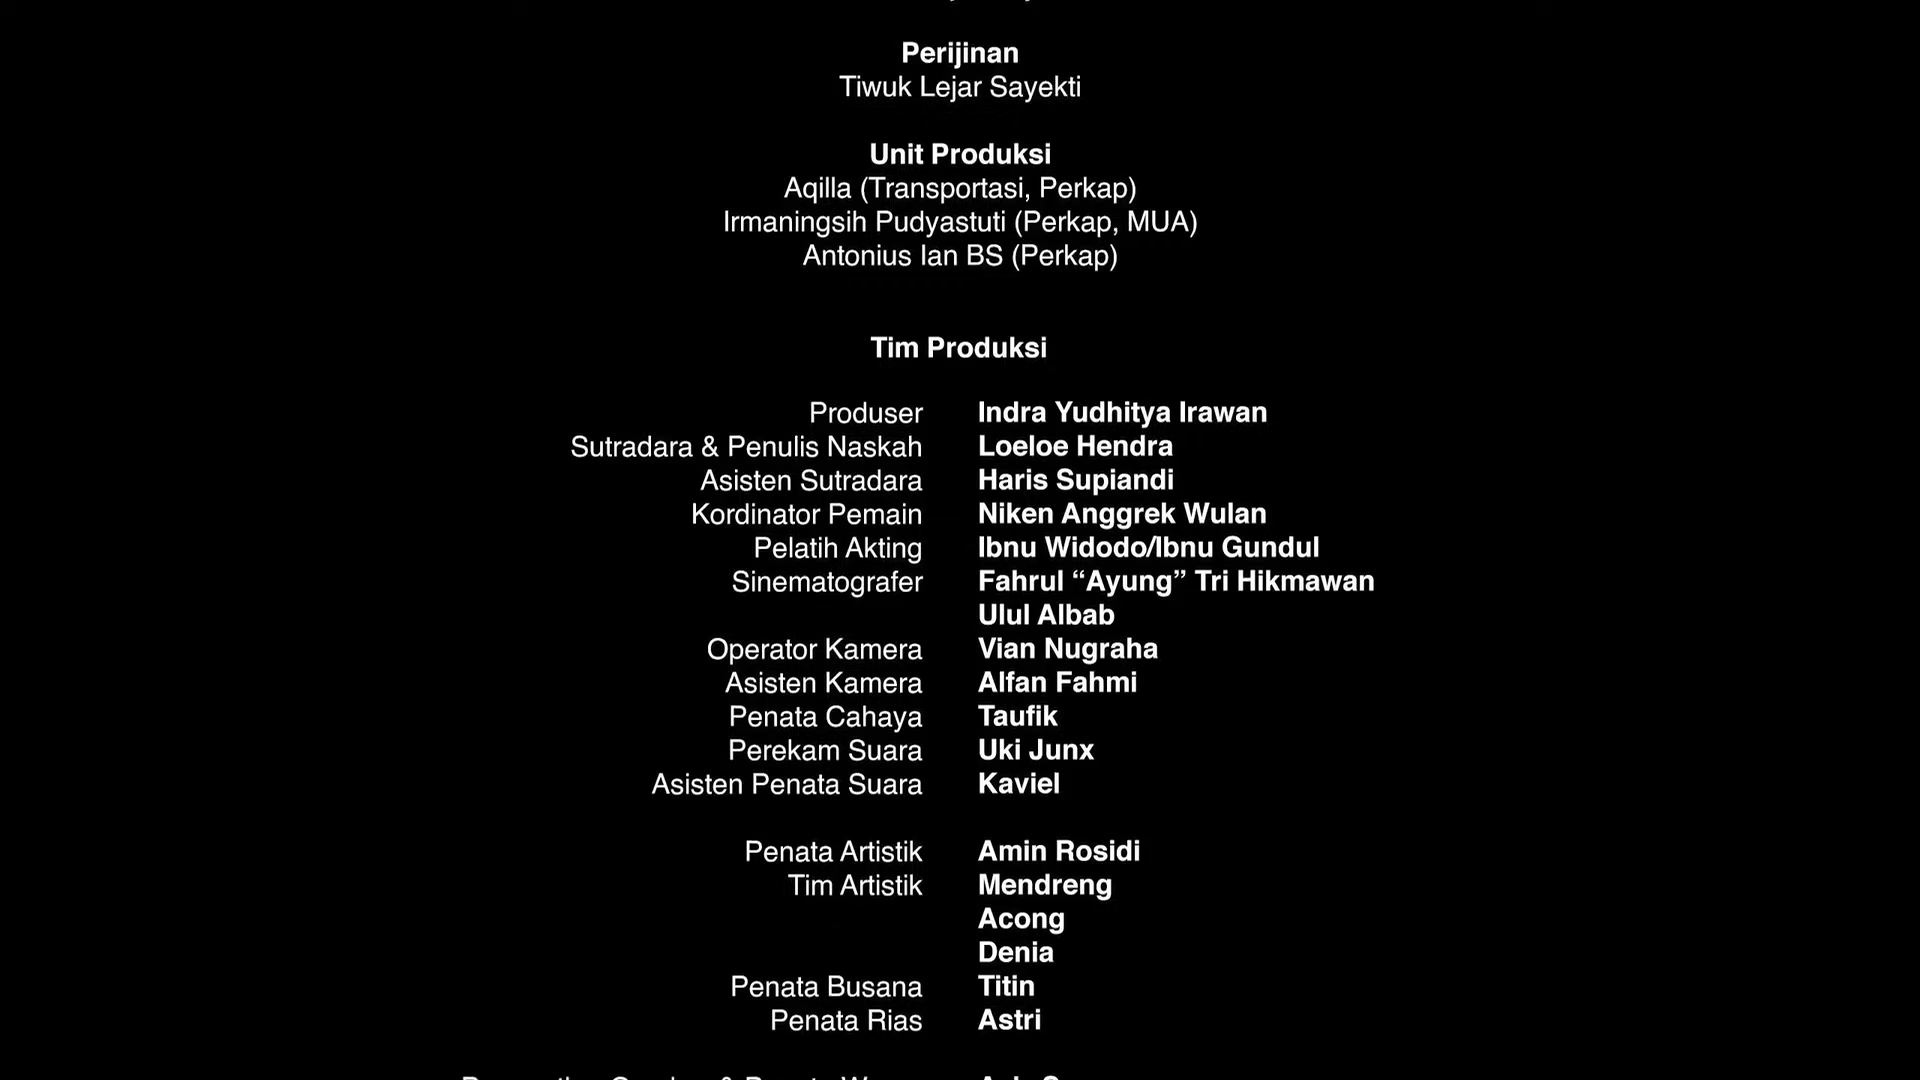 Perijinan
Tiwuk Lejar Sayekti
Unit Produksi
Aqilla (Transportasi, Perkap)
Irmaningsih Pudyastuti (Perkap, MUA)
Antonius Ian BS (Perkap)
Tim Produksi
Produser Indra Yudhitya Irawan
Sutradara & Penulis Naskah Loeloe Hendra
Asisten Sutradara Haris Supiandi
Kordinator Pemain Niken Anggrek Wulan
Pelatih Akting Ibnu Widodo/Ibnu Gundul
Sinematografer Fahrul “Ayung” Tri Hikmawan
Ulul Albab
Operator Kamera Vian Nugraha
Asisten Kamera Alfan Fahmi
Penata Cahaya Taufik
Perekam Suara Uki Junx
Asisten Penata Suara Kaviel
Penata Artistik Amin Rosidi
Tim Artistik Mendreng
Acong
Denia
Penata Busana Titin
Penata Rias Astri